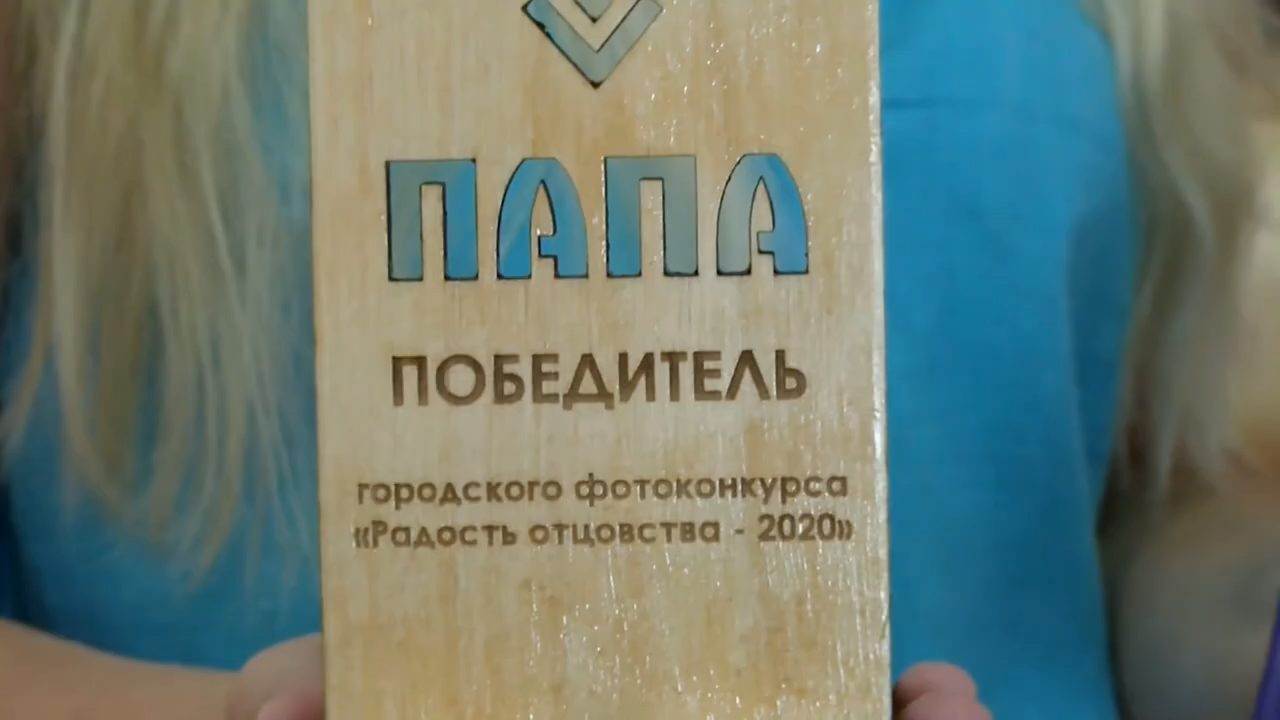 ПАПА
ПОБЕДИТЕЛЬ
городского фотоконкурса
«Радость отцовства - 2020»